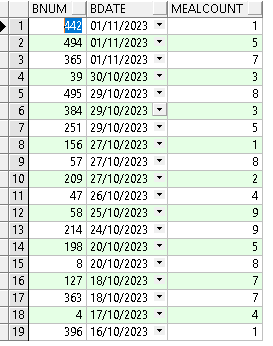 BNUM BDATE MEALCOUNT
1 442 01/11/2023 1
2 494 01/11/2023 5
3 365 01/11/2023 7
4 39 30/10/2023 3
5 495 29/10/2023 8
6 384 29/10/2023 3
7 251 29/10/2023 5
8 156 27/10/2023 1
9 57 27/10/2023 8
10 209 27/10/2023 2
11 47 26/10/2023 4
12 58 25/10/2023 9
13 214 24/10/2023 9
14 198 20/10/2023 5
15 8 20/10/2023 8
16 127 18/10/2023 7
17 363 18/10/2023 7
18 4 17/10/2023 4
19 396 16/10/2023 1